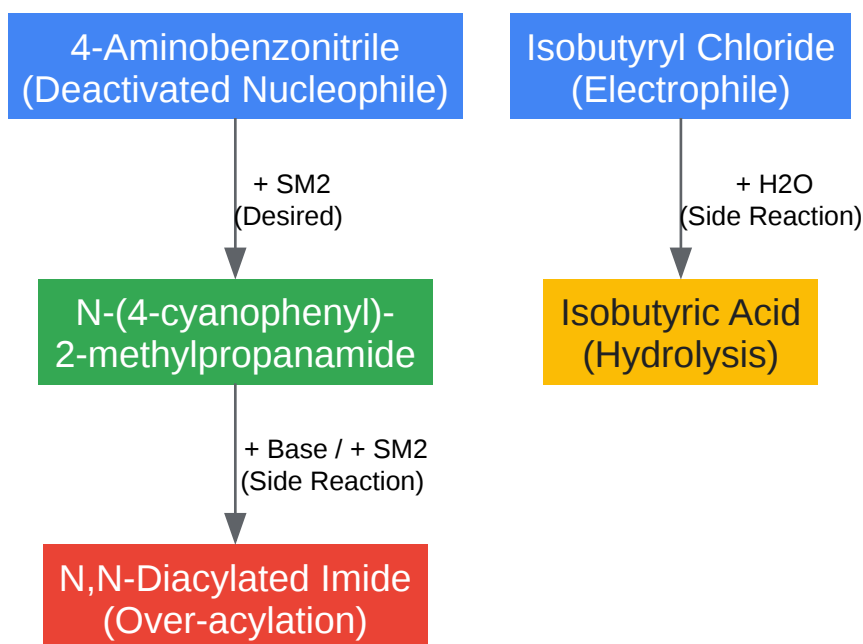 4-Aminobenzonitrile
(Deactivated Nucleophile)
Isobutyryl Chloride
(Electrophile)
+ SM2
(Desired)
+ H2O
(Side Reaction)
N-(4-cyanophenyl)-
2-methylpropanamide
Isobutyric Acid
(Hydrolysis)
+ Base / + SM2
(Side Reaction)
N,N-Diacylated Imide
(Over-acylation)